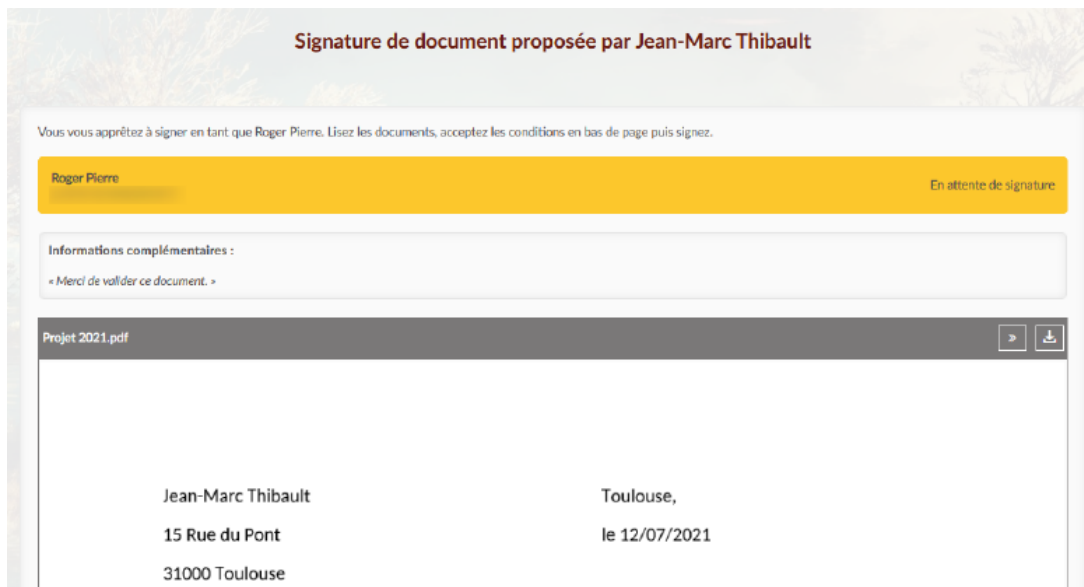 Signature de document proposée par Jean-Marc Thibault
Vous vous apprêtez à signer en tant que Roger Pierre. Lisez les documents, acceptez les conditions en bas de page puis signez.
Roger Pierre
En attente de signature
Informations complémentaires :
« Merci de valider ce document. »
Projet 2021.pdf
Jean-Marc Thibault
Toulouse,
15 Rue du Pont
le 12/07/2021
31000 Toulouse